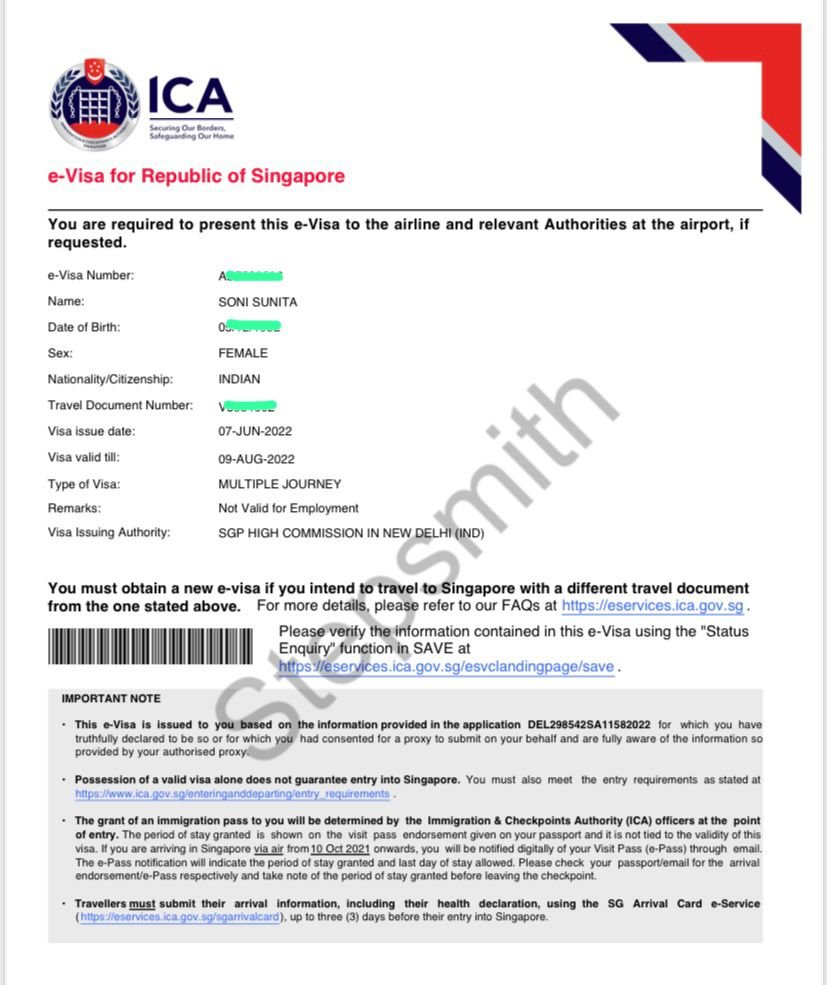 ICA
Securing Our Borders,
Safeguarding Our Home
e-Visa for Republic of Singapore
You are required to present this e-Visa to the airline and relevant Authorities at the airport, if
requested.
e-Visa Number: A
Name: SONI SUNITA
Date of Birth: 0
Sex: FEMALE
Nationality/Citizenship: INDIAN
Travel Document Number: V
Visa issue date: 07-JUN-2022
Visa valid till: 09-AUG-2022
Type of Visa: MULTIPLE JOURNEY
Remarks: Not Valid for Employment
Visa Issuing Authority: SGP HIGH COMMISSION IN NEW DELHI (IND)
Stepsmith
You must obtain a new e-visa if you intend to travel to Singapore with a different travel document
from the one stated above. For more details, please refer to our FAQs at https://eservices.ica.gov.sg .
Please verify the information contained in this e-Visa using the "Status
Enquiry" function in SAVE at
https://eservices.ica.gov.sg/esvclandingpage/save .
IMPORTANT NOTE
· This e-Visa is issued to you based on the information provided in the application DEL298542SA11582022 for which you have
truthfully declared to be so or for which you had consented for a proxy to submit on your behalf and are fully aware of the information so
provided by your authorised proxy.
· Possession of a valid visa alone does not guarantee entry into Singapore. You must also meet the entry requirements as stated at
https://www.ica.gov.sg/enteringanddeparting/entry_requirements .
· The grant of an immigration pass to you will be determined by the Immigration & Checkpoints Authority (ICA) officers at the point
of entry. The period of stay granted is shown on the visit pass endorsement given on your passport and it is not tied to the validity of this
visa. If you are arriving in Singapore via air from 10 Oct 2021 onwards, you will be notified digitally of your Visit Pass (e-Pass) through email.
The e-Pass notification will indicate the period of stay granted and last day of stay allowed. Please check your passport/email for the arrival
endorsement/e-Pass respectively and take note of the period of stay granted before leaving the checkpoint.
· Travellers must submit their arrival information, including their health declaration, using the SG Arrival Card e-Service
(https://eservices.ica.gov.sg/sgarrivalcard), up to three (3) days before their entry into Singapore.